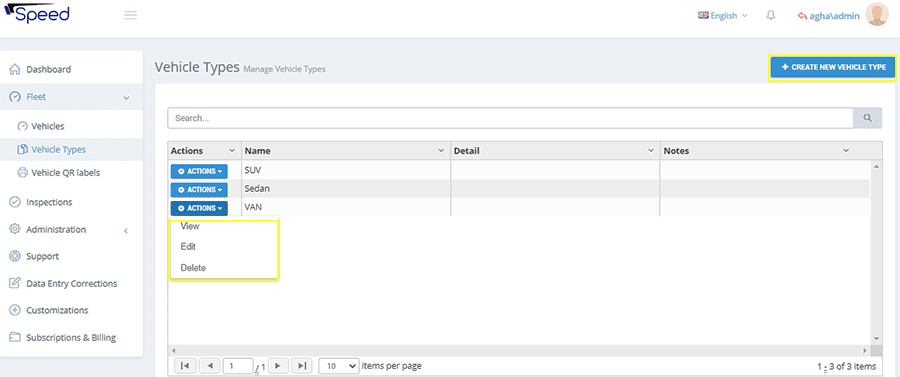 Speed
English
agha\admin
Dashboard
Fleet
Vehicles
Vehicle Types
Vehicle QR labels
Inspections
Administration
Support
Data Entry Corrections
Customizations
Subscriptions & Billing
Vehicle Types Manage Vehicle Types
+ CREATE NEW VEHICLE TYPE
Search...
Actions Name Detail Notes
ACTIONS SUV
ACTIONS Sedan
ACTIONS VAN
View
Edit
Delete
1 / 1 10 items per page 1 - 3 of 3 items